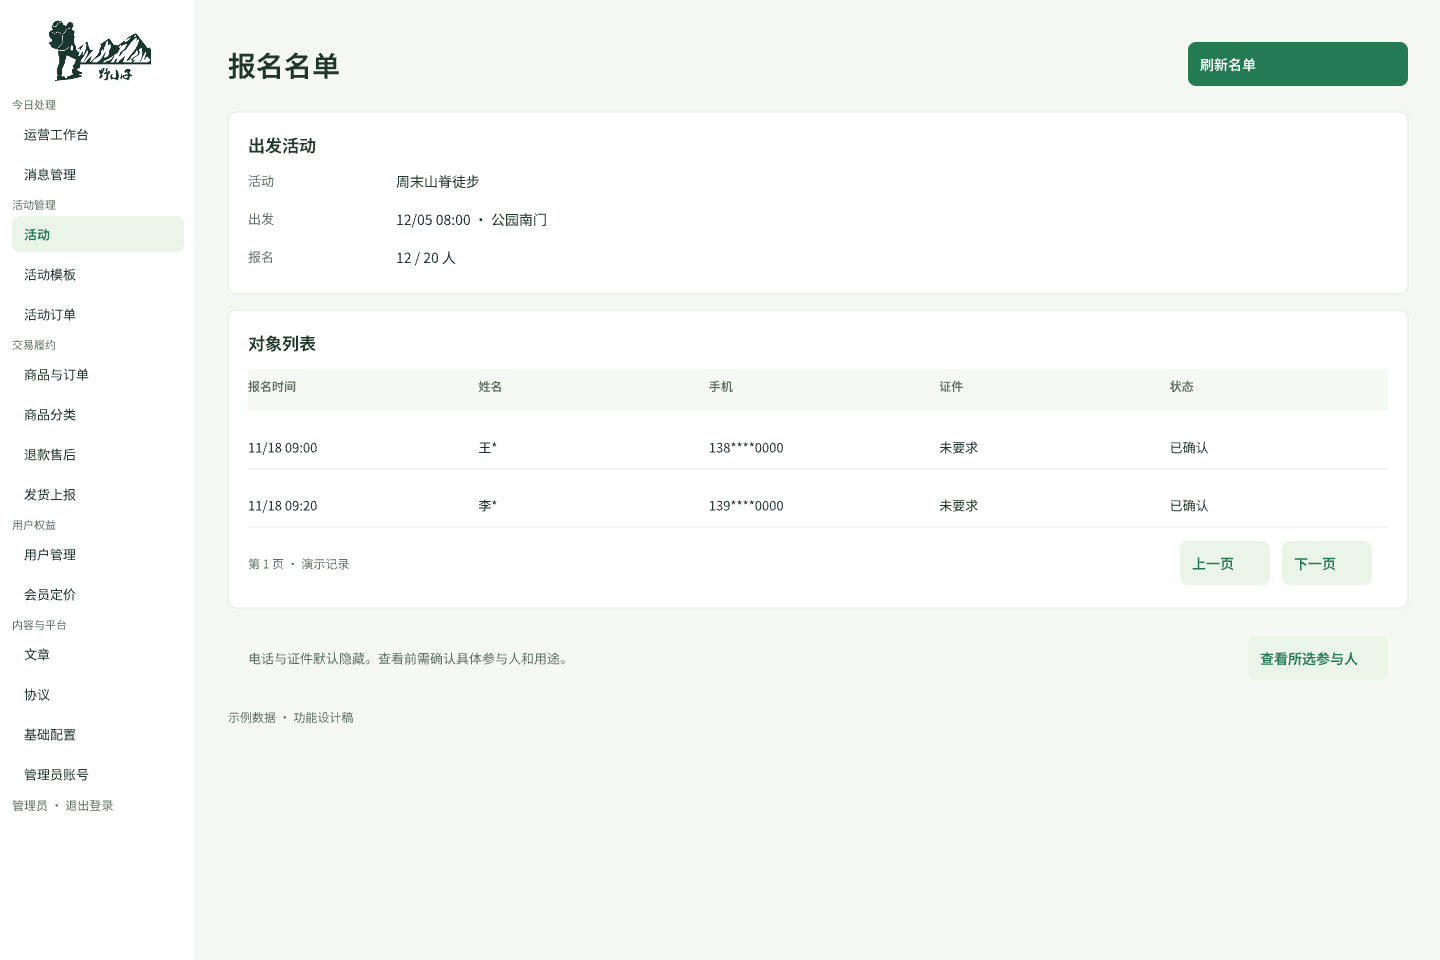 野小子
今日处理
运营工作台
消息管理
活动管理
活动
活动模板
活动订单
交易履约
商品与订单
商品分类
退款售后
发货上报
用户权益
用户管理
会员定价
内容与平台
文章
协议
基础配置
管理员账号
管理员 · 退出登录
报名名单
刷新名单
出发活动
活动 周末山脊徒步
出发 12/05 08:00 · 公园南门
报名 12 / 20 人
对象列表
报名时间 姓名 手机 证件 状态
11/18 09:00 王* 138****0000 未要求 已确认
11/18 09:20 李* 139****0000 未要求 已确认
第 1 页 · 演示记录 上一页 下一页
电话与证件默认隐藏。查看前需确认具体参与人和用途。 查看所选参与人
示例数据 · 功能设计稿